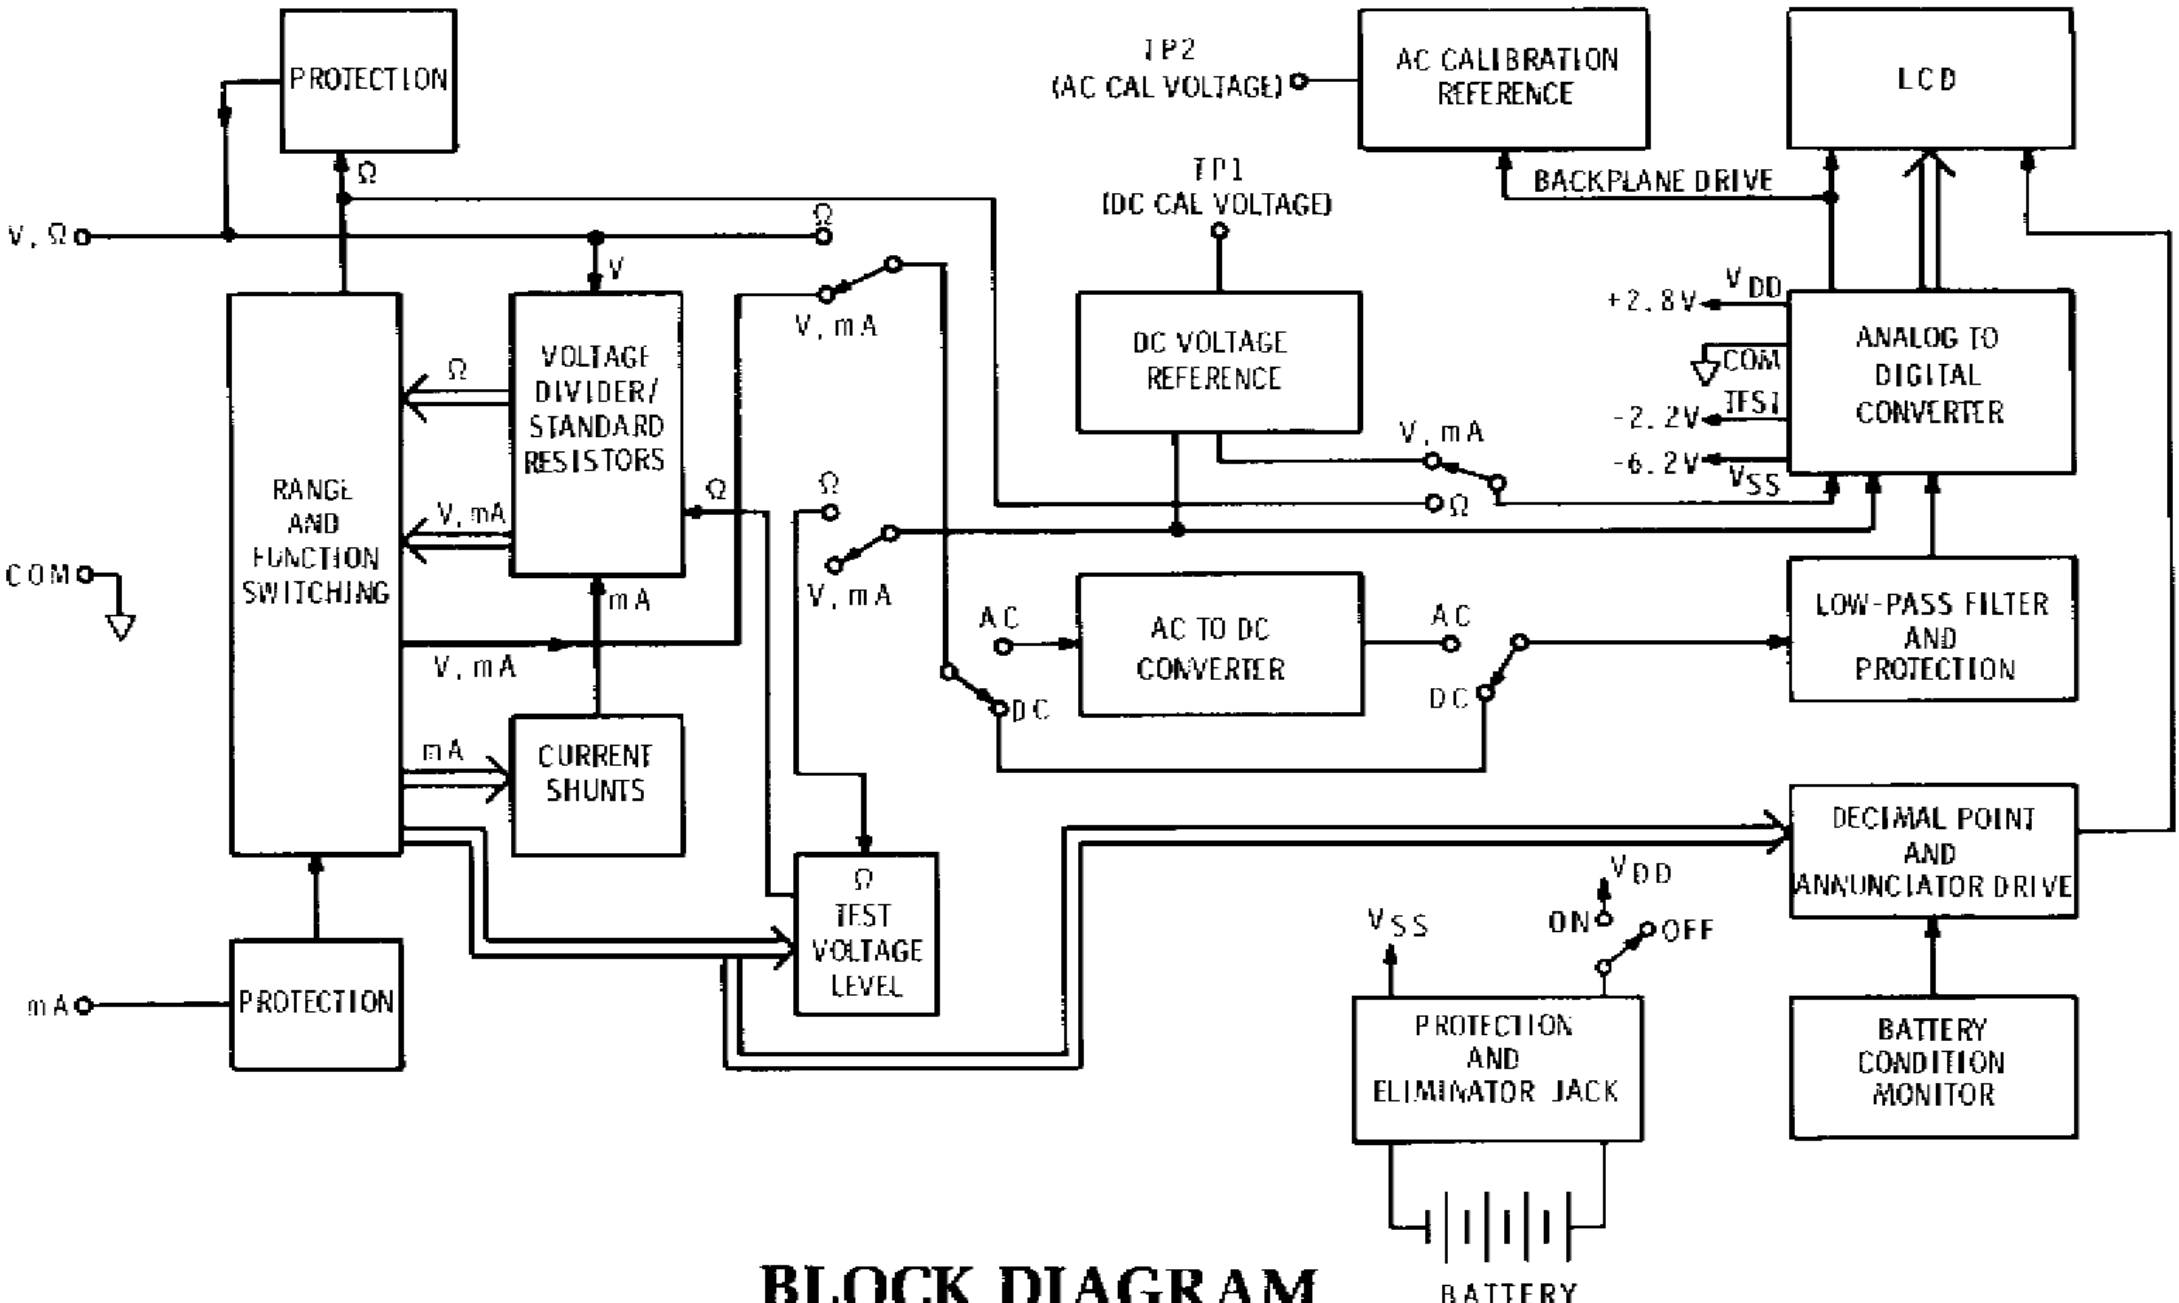 PROTECTION
TP2
(AC CAL VOLTAGE)
AC CALIBRATION
REFERENCE
LCD
Ω
TP1
(DC CAL VOLTAGE)
BACKPLANE DRIVE
V, Ω
Ω
V
V, mA
VOLTAGE
DIVIDER/
STANDARD
RESISTORS
Ω
V, mA
Ω
mA
DC VOLTAGE
REFERENCE
V, mA
Ω
VDD
+2.8V
COM
TEST
-2.2V
-6.2V
VSS
ANALOG TO
DIGITAL
CONVERTER
RANGE
AND
FUNCTION
SWITCHING
COM
Ω
V, mA
V, mA
AC
DC
AC TO DC
CONVERTER
AC
DC
LOW-PASS FILTER
AND
PROTECTION
mA
CURRENT
SHUNTS
Ω
TEST
VOLTAGE
LEVEL
DECIMAL POINT
AND
ANNUNCIATOR DRIVE
mA
PROTECTION
VSS
VDD
ON
OFF
PROTECTION
AND
ELIMINATOR JACK
BATTERY
CONDITION
MONITOR
BATTERY
BLOCK DIAGRAM